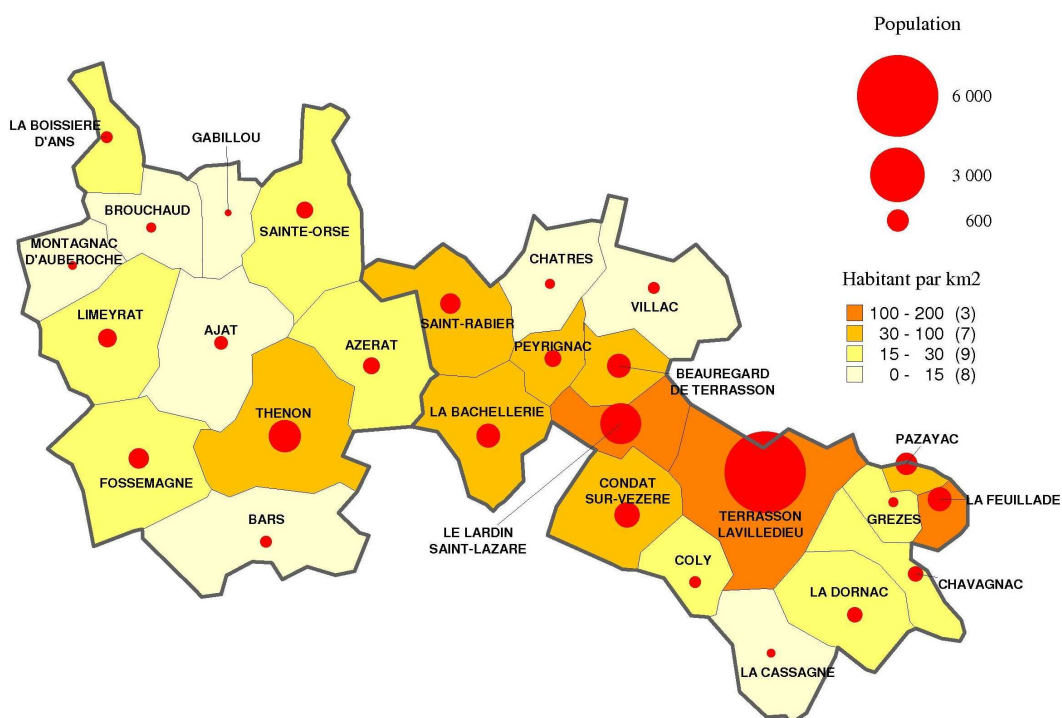 Population
6 000
3 000
600
Habitant par km2
100 - 200 (3)
30 - 100 (7)
15 - 30 (9)
0 - 15 (8)
LA BOISSIERE
D'ANS
GABILLOU
BROUCHAUD
SAINTE-ORSE
MONTAGNAC
D'AUBEROCHE
CHATRES
VILLAC
LIMEYRAT
AJAT
SAINT-RABIER
AZERAT
PEYRIGNAC
BEAUREGARD
DE TERRASSON
THENON
LA BACHELLERIE
PAZAYAC
FOSSEMAGNE
CONDAT
SUR-VEZERE
LA FEUILLADE
TERRASSON
LAVILLEDIEU
GREZES
BARS
LE LARDIN
SAINT-LAZARE
COLY
CHAVAGNAC
LA DORNAC
LA CASSAGNE